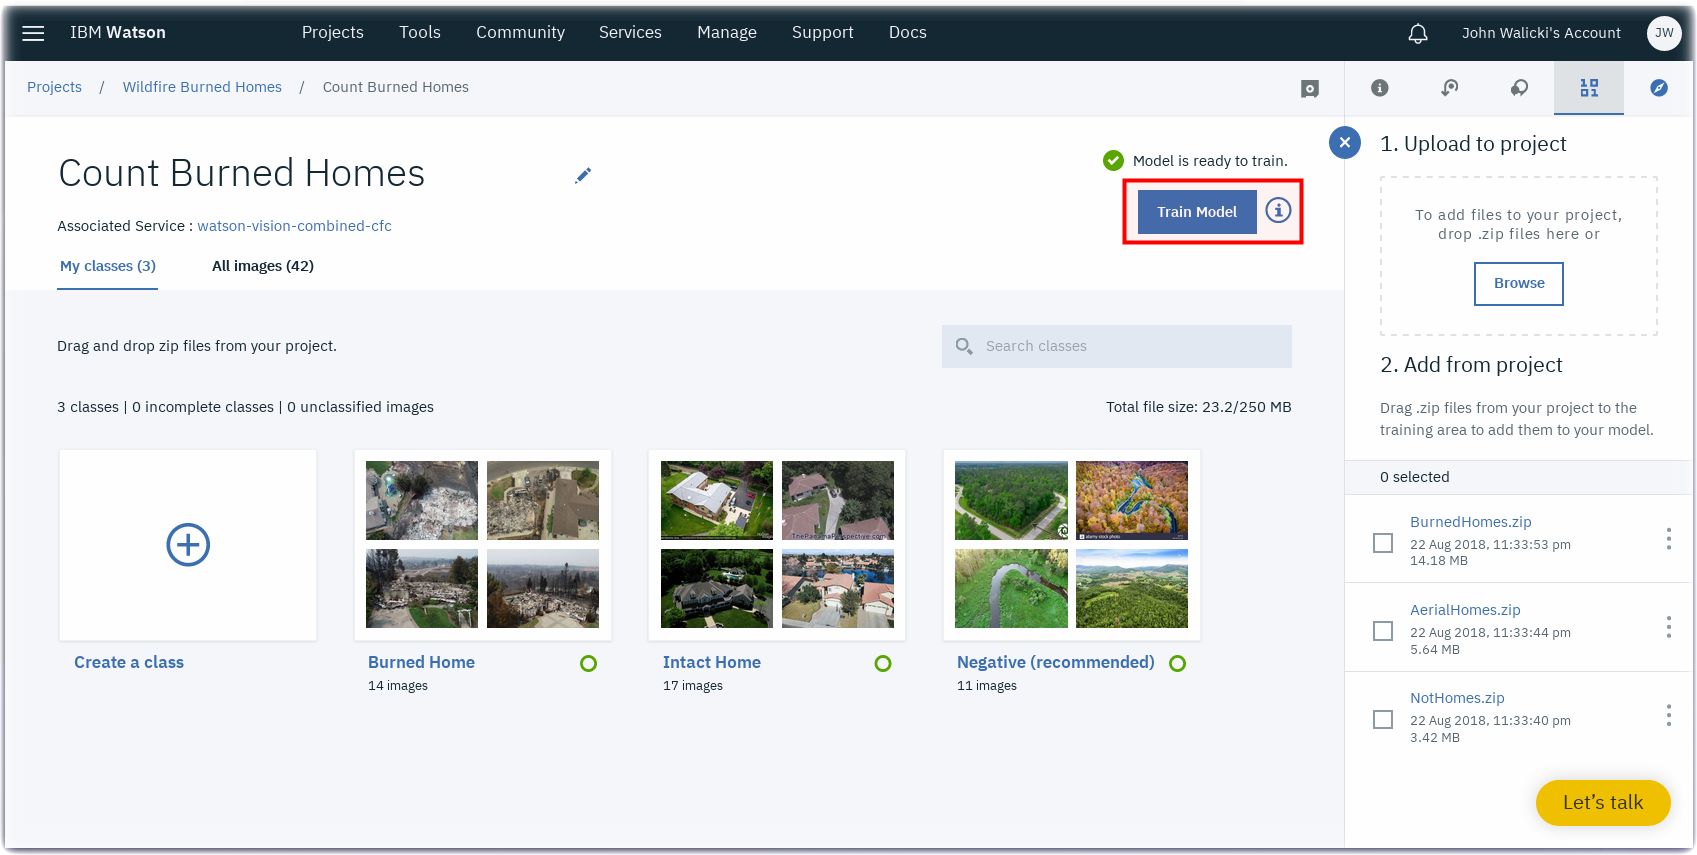 IBM Watson
Projects
Tools
Community
Services
Manage
Support
Docs
John Walicki's Account
JW
Projects / Wildfire Burned Homes / Count Burned Homes
Count Burned Homes
Model is ready to train.
Train Model
Associated Service : watson-vision-combined-cfc
My classes (3)
All images (42)
Drag and drop zip files from your project.
Search classes
3 classes | 0 incomplete classes | 0 unclassified images
Total file size: 23.2/250 MB
ThePanamaPerspective.com
alamy stock photo
Create a class
Burned Home
14 images
Intact Home
17 images
Negative (recommended)
11 images
1. Upload to project
To add files to your project,
drop .zip files here or
Browse
2. Add from project
Drag .zip files from your project to the
training area to add them to your model.
0 selected
BurnedHomes.zip
22 Aug 2018, 11:33:53 pm
14.18 MB
AerialHomes.zip
22 Aug 2018, 11:33:44 pm
5.64 MB
NotHomes.zip
22 Aug 2018, 11:33:40 pm
3.42 MB
Let's talk